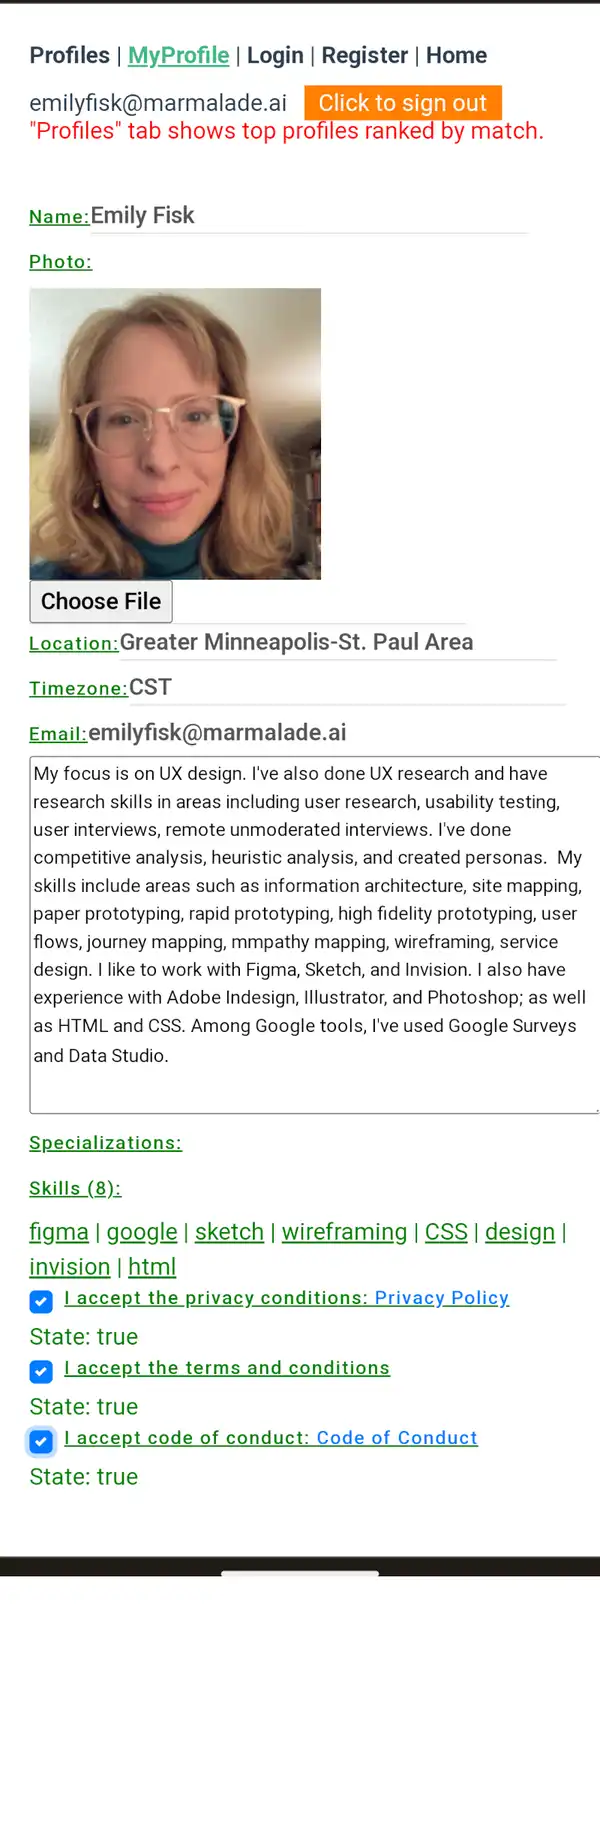 Profiles | MyProfile | Login | Register | Home
emilyfisk@marmalade.ai Click to sign out
"Profiles" tab shows top profiles ranked by match.
Name:Emily Fisk
Photo:
Choose File
Location:Greater Minneapolis-St. Paul Area
Timezone:CST
Email:emilyfisk@marmalade.ai
My focus is on UX design. I've also done UX research and have
research skills in areas including user research, usability testing,
user interviews, remote unmoderated interviews. I've done
competitive analysis, heuristic analysis, and created personas.  My
skills include areas such as information architecture, site mapping,
paper prototyping, rapid prototyping, high fidelity prototyping, user
flows, journey mapping, mmpathy mapping, wireframing, service
design. I like to work with Figma, Sketch, and Invision. I also have
experience with Adobe Indesign, Illustrator, and Photoshop; as well
as HTML and CSS. Among Google tools, I've used Google Surveys
and Data Studio.
Specializations:
Skills (8):
figma | google | sketch | wireframing | CSS | design |
invision | html
I accept the privacy conditions: Privacy Policy
State: true
I accept the terms and conditions
State: true
I accept code of conduct: Code of Conduct
State: true